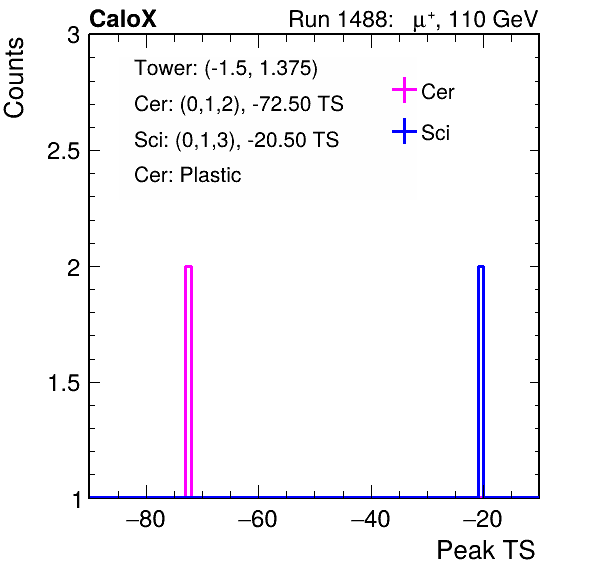 CaloX Run 1488: μ⁺, 110 GeV
Counts
3
2.5
2
1.5
1
Tower: (-1.5, 1.375)
Cer: (0,1,2), -72.50 TS
Sci: (0,1,3), -20.50 TS
Cer: Plastic
Cer
Sci
−80 −60 −40 −20
Peak TS